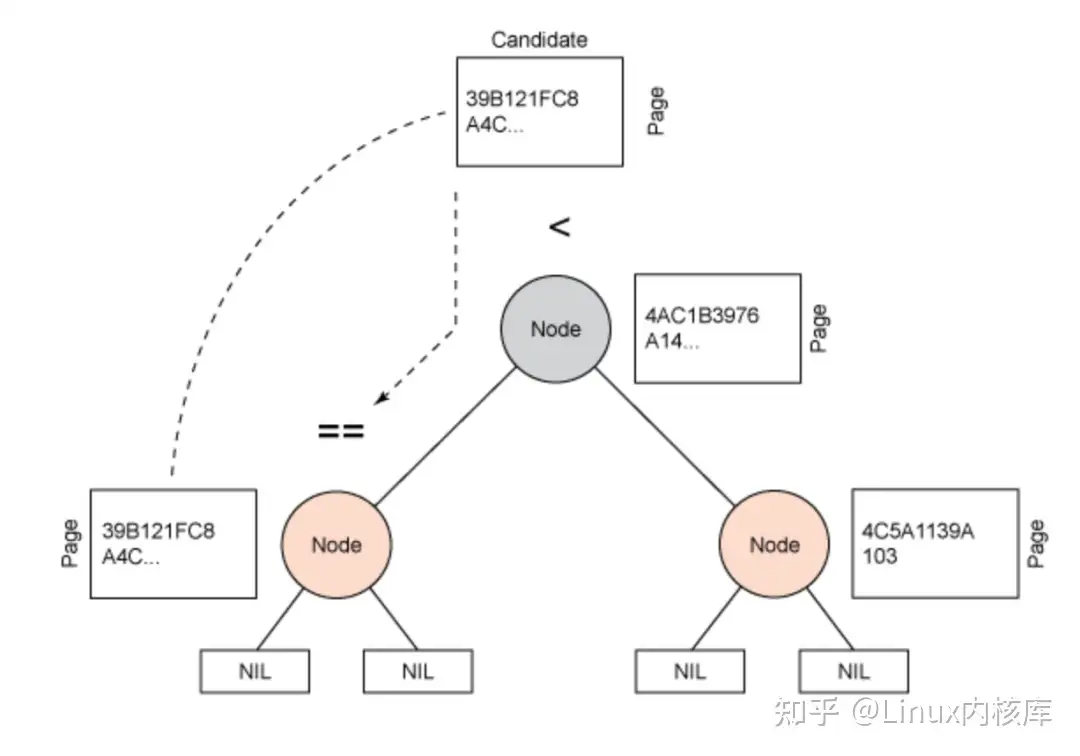 Candidate
39B121FC8
A4C...
Page
<
Node
4AC1B3976
A14...
Page
==
Page
39B121FC8
A4C...
Node
Node
4C5A1139A
103
Page
NIL
NIL
NIL
NIL
知乎 @Linux内核库